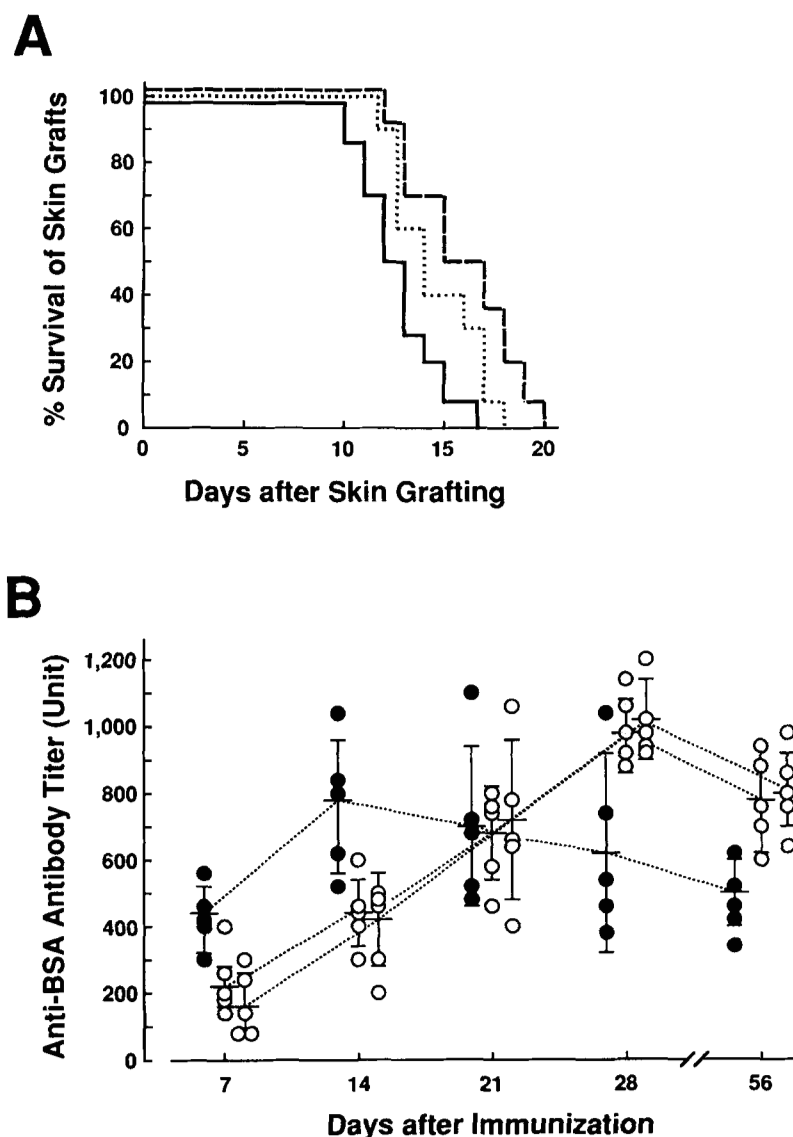 A
% Survival of Skin Grafts
100
80
60
40
20
0
0 5 10 15 20
Days after Skin Grafting
B
Anti-BSA Antibody Titer (Unit)
1,200
1,000
800
600
400
200
0
7 14 21 28 56
Days after Immunization